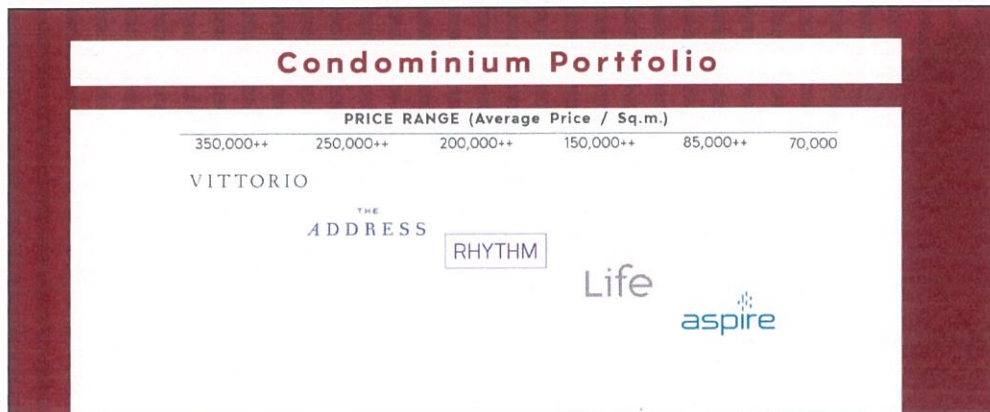 Condominium Portfolio
PRICE RANGE (Average Price / Sq.m.)
350,000++ 250,000++ 200,000++ 150,000++ 85,000++ 70,000
VITTORIO
THE
ADDRESS
RHYTHM
Life
aspire